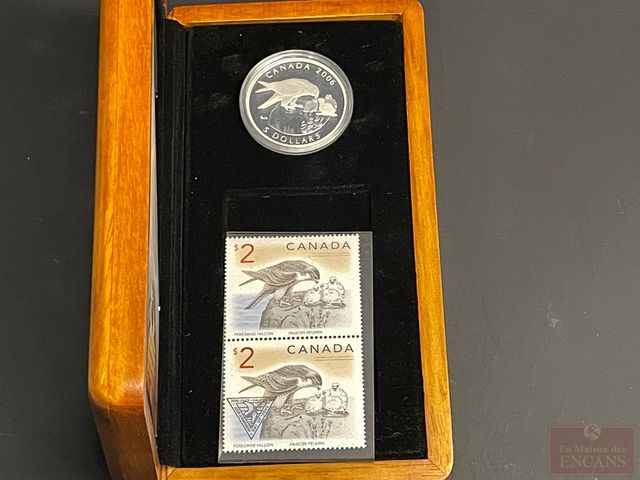 CANADA 2006
5 DOLLARS
$2 CANADA
PEREGRINE FALCON FAUCON PÈLERIN
$2 CANADA
PEREGRINE FALCON FAUCON PÈLERIN
La Maison des
ENCANS